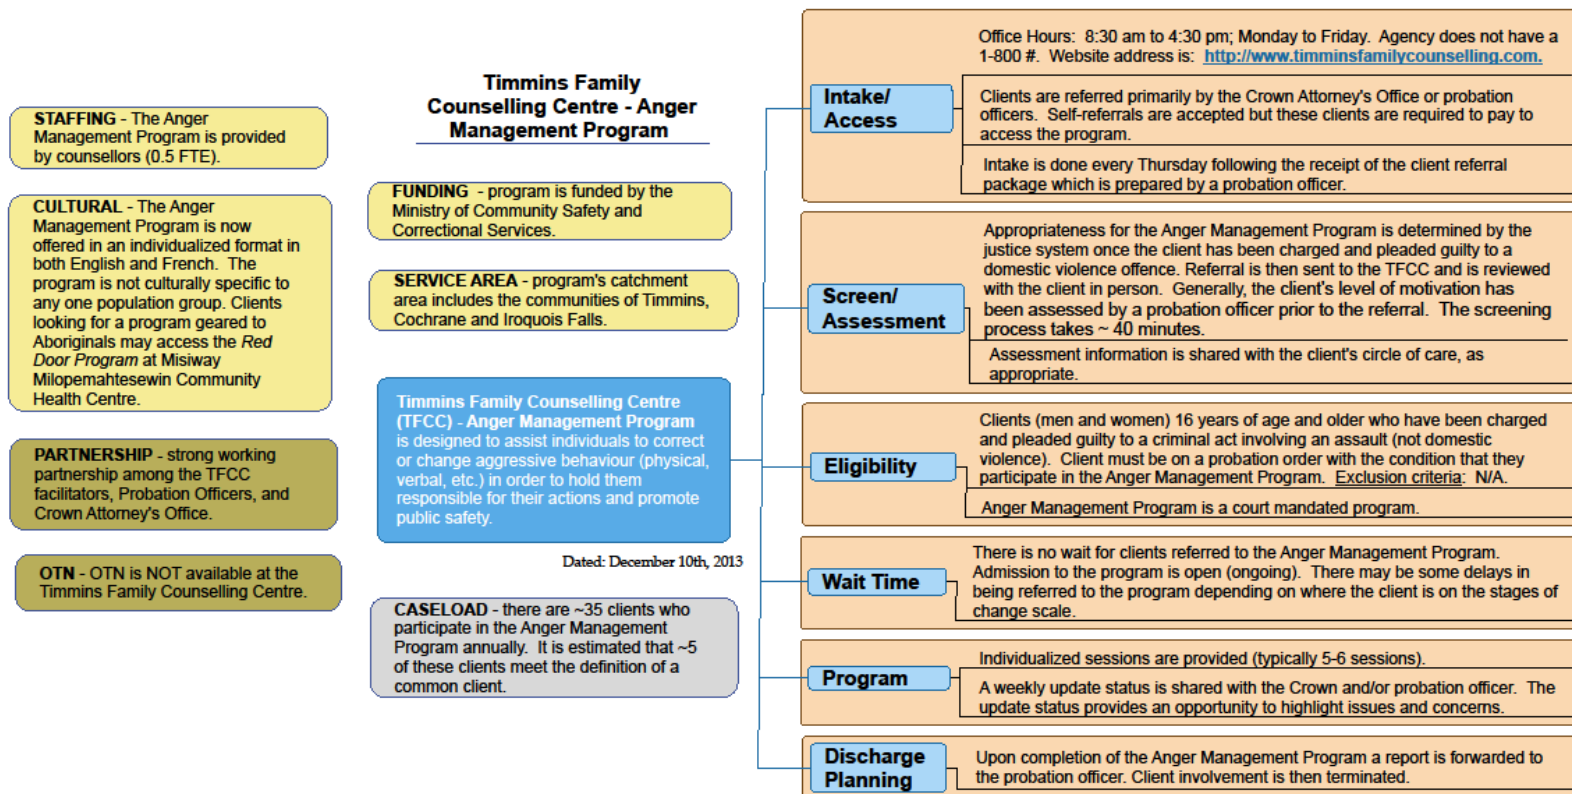 Timmins Family
Counselling Centre - Anger
Management Program
STAFFING - The Anger
Management Program is provided
by counsellors (0.5 FTE).
CULTURAL - The Anger
Management Program is now
offered in an individualized format in
both English and French. The
program is not culturally specific to
any one population group. Clients
looking for a program geared to
Aboriginals may access the Red
Door Program at Misiway
Milopemahtesewin Community
Health Centre.
PARTNERSHIP - strong working
partnership among the TFCC
facilitators, Probation Officers, and
Crown Attorney's Office.
OTN - OTN is NOT available at the
Timmins Family Counselling Centre.
FUNDING - program is funded by the
Ministry of Community Safety and
Correctional Services.
SERVICE AREA - program's catchment
area includes the communities of Timmins,
Cochrane and Iroquois Falls.
Timmins Family Counselling Centre
(TFCC) - Anger Management Program
is designed to assist individuals to correct
or change aggressive behaviour (physical,
verbal, etc.) in order to hold them
responsible for their actions and promote
public safety.
Dated: December 10th, 2013
CASELOAD - there are ~35 clients who
participate in the Anger Management
Program annually. It is estimated that ~5
of these clients meet the definition of a
common client.
Intake/
Access
Office Hours: 8:30 am to 4:30 pm; Monday to Friday. Agency does not have a
1-800 #. Website address is: http://www.timminsfamilycounselling.com.
Clients are referred primarily by the Crown Attorney's Office or probation
officers. Self-referrals are accepted but these clients are required to pay to
access the program.
Intake is done every Thursday following the receipt of the client referral
package which is prepared by a probation officer.
Screen/
Assessment
Appropriateness for the Anger Management Program is determined by the
justice system once the client has been charged and pleaded guilty to a
domestic violence offence. Referral is then sent to the TFCC and is reviewed
with the client in person. Generally, the client's level of motivation has
been assessed by a probation officer prior to the referral. The screening
process takes ~ 40 minutes.
Assessment information is shared with the client's circle of care, as
appropriate.
Eligibility
Clients (men and women) 16 years of age and older who have been charged
and pleaded guilty to a criminal act involving an assault (not domestic
violence). Client must be on a probation order with the condition that they
participate in the Anger Management Program. Exclusion criteria: N/A.
Anger Management Program is a court mandated program.
Wait Time
There is no wait for clients referred to the Anger Management Program.
Admission to the program is open (ongoing). There may be some delays in
being referred to the program depending on where the client is on the stages of
change scale.
Program
Individualized sessions are provided (typically 5-6 sessions).
A weekly update status is shared with the Crown and/or probation officer. The
update status provides an opportunity to highlight issues and concerns.
Discharge
Planning
Upon completion of the Anger Management Program a report is forwarded to
the probation officer. Client involvement is then terminated.